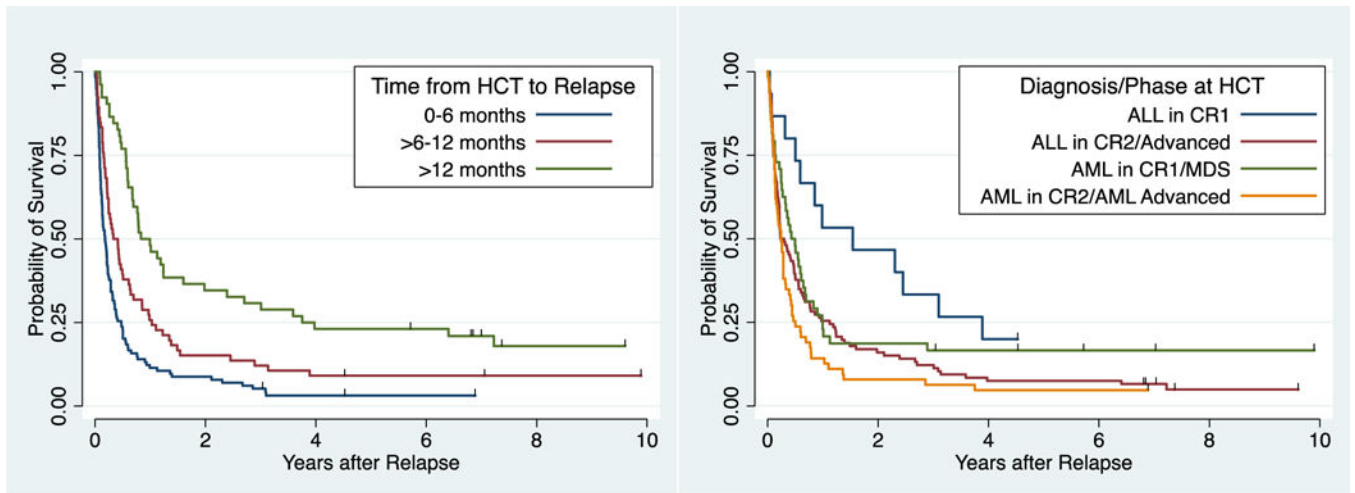 Time from HCT to Relapse
0-6 months
>6-12 months
>12 months
Probability of Survival
1.00
0.75
0.50
0.25
0.00
0 2 4 6 8 10
Years after Relapse
Diagnosis/Phase at HCT
ALL in CR1
ALL in CR2/Advanced
AML in CR1/MDS
AML in CR2/AML Advanced
Probability of Survival
1.00
0.75
0.50
0.25
0.00
0 2 4 6 8 10
Years after Relapse